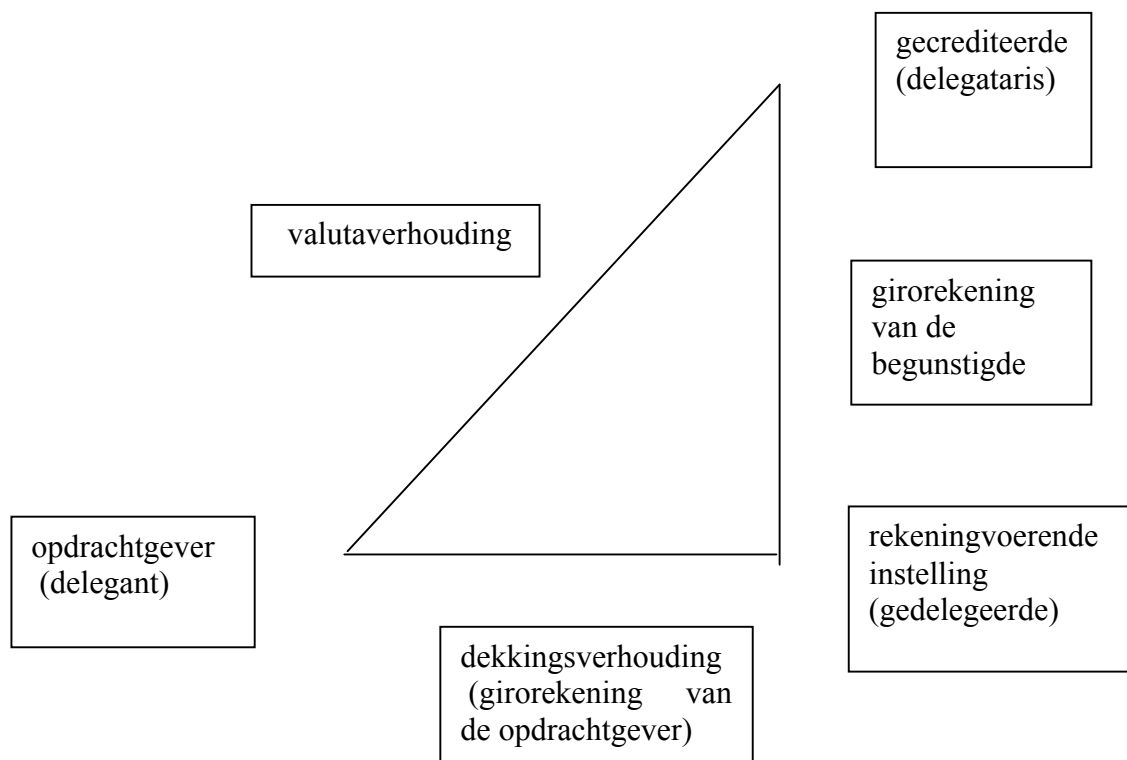 gecrediteerde
(delegataris)
valutaverhouding
girorekening
van de
begunstigde
opdrachtgever
(delegant)
rekeningvoerende
instelling
(gedelegeerde)
dekkingsverhouding
(girorekening van
de opdrachtgever)